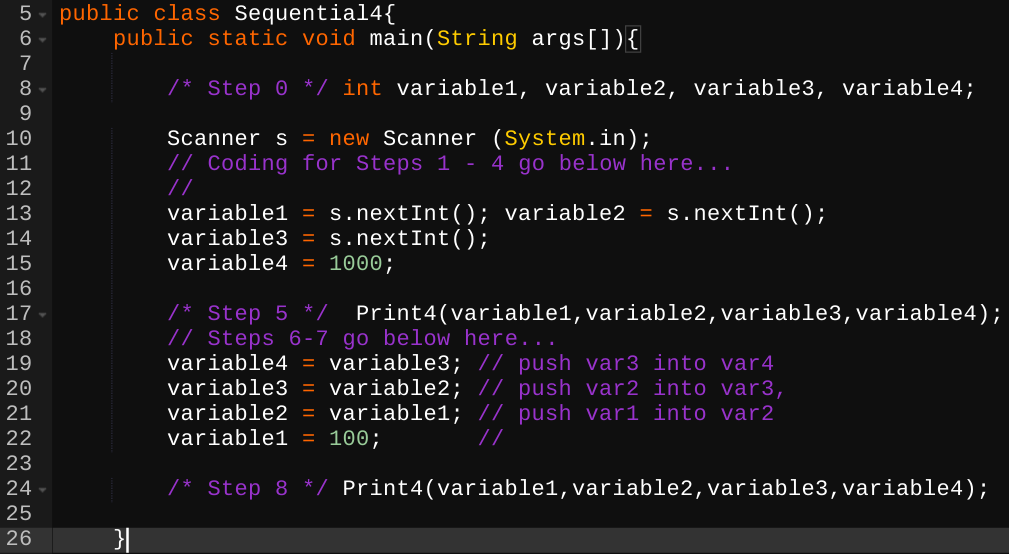 5 public class Sequential4{
6     public static void main(String args[]){
7
8         /* Step 0 */ int variable1, variable2, variable3, variable4;
9
10         Scanner s = new Scanner (System.in);
11         // Coding for Steps 1 - 4 go below here...
12         //
13         variable1 = s.nextInt(); variable2 = s.nextInt();
14         variable3 = s.nextInt();
15         variable4 = 1000;
16
17         /* Step 5 */  Print4(variable1,variable2,variable3,variable4);
18         // Steps 6-7 go below here...
19         variable4 = variable3; // push var3 into var4
20         variable3 = variable2; // push var2 into var3,
21         variable2 = variable1; // push var1 into var2
22         variable1 = 100;       //
23
24         /* Step 8 */ Print4(variable1,variable2,variable3,variable4);
25
26     }